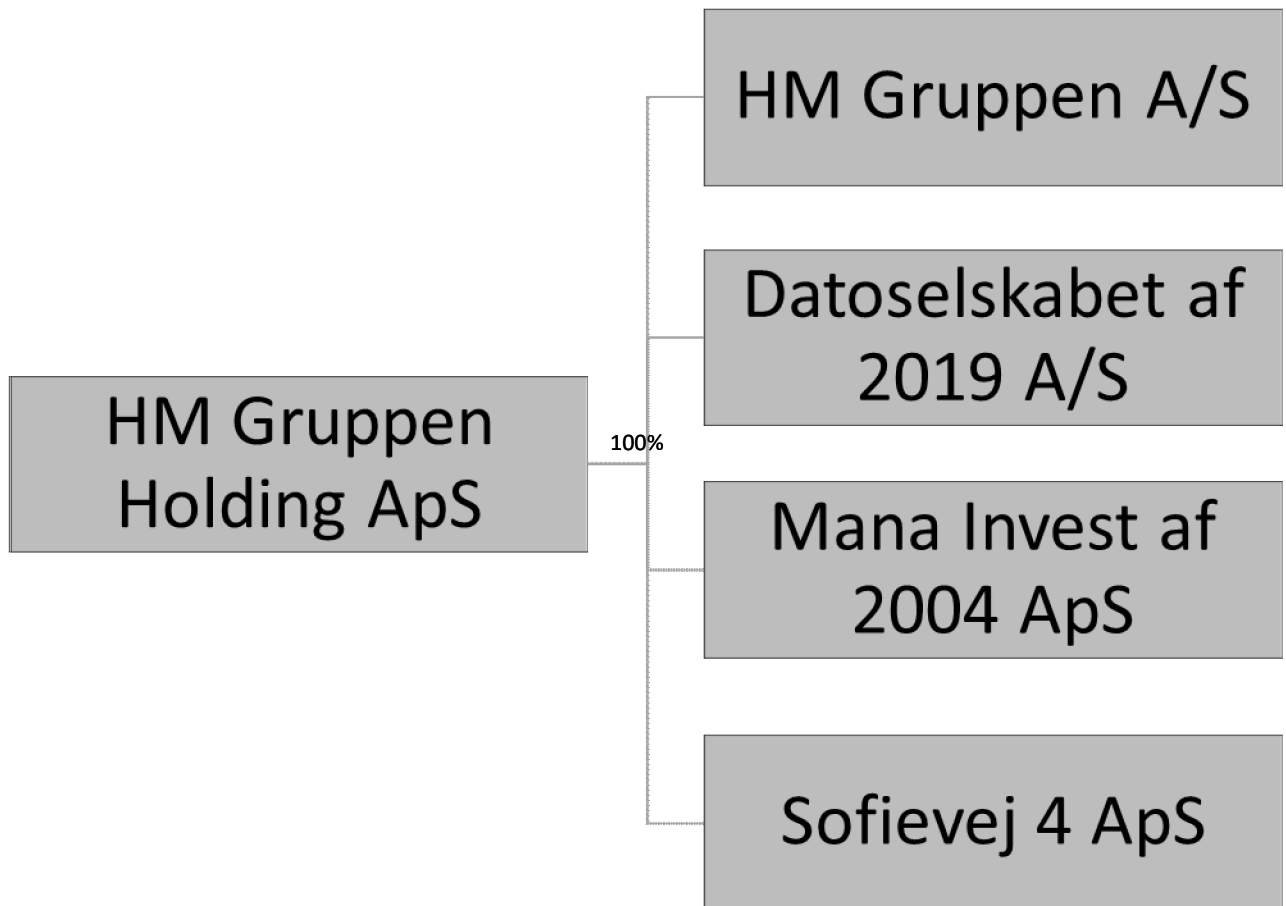 HM Gruppen
Holding ApS
100%
HM Gruppen A/S
Datoselskabet af
2019 A/S
Mana Invest af
2004 ApS
Sofievej 4 ApS